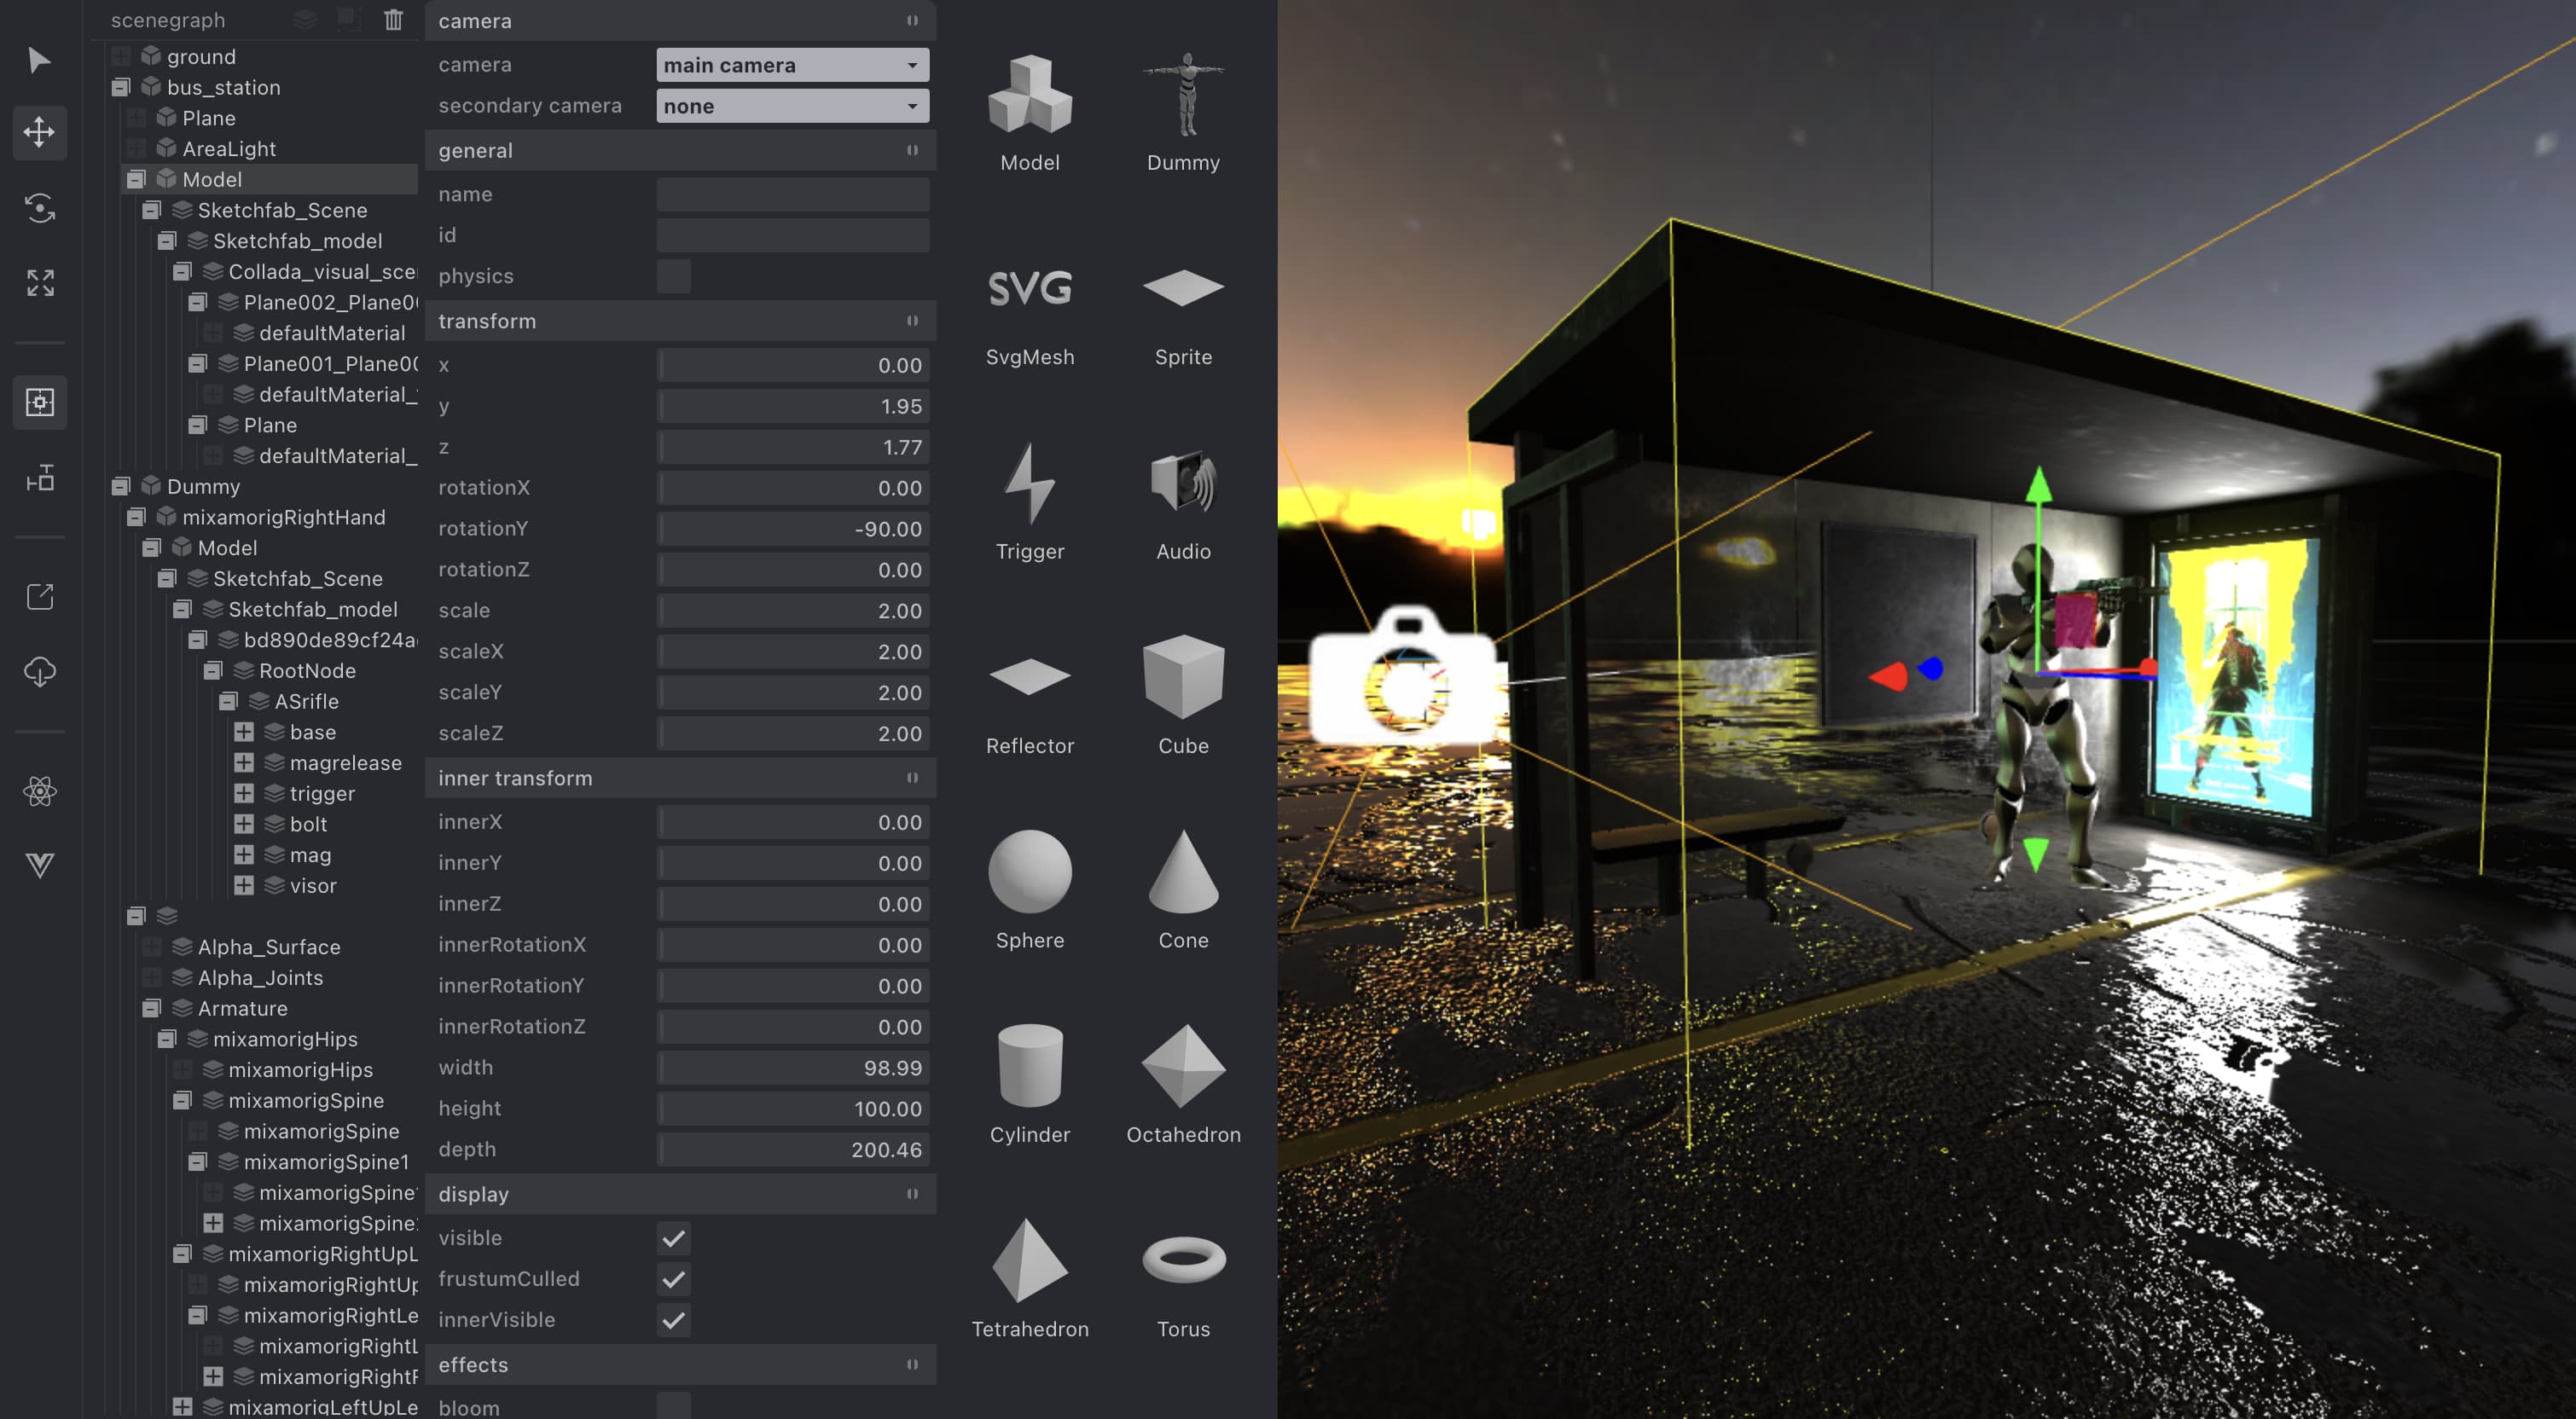 scenegraph
ground
bus_station
Plane
AreaLight
Model
Sketchfab_Scene
Sketchfab_model
Collada_visual_sce
Plane002_Plane0
defaultMaterial
Plane001_Plane00
defaultMaterial_
Plane
defaultMaterial_
Dummy
mixamorigRightHand
Model
Sketchfab_Scene
Sketchfab_model
bd890de89cf24a
RootNode
ASrifle
base
magrelease
trigger
bolt
mag
visor
Alpha_Surface
Alpha_Joints
Armature
mixamorigHips
mixamorigHips
mixamorigSpine
mixamorigSpine
mixamorigSpine1
mixamorigSpine
mixamorigSpine
mixamorigRightUpL
mixamorigRightUp
mixamorigRightLe
mixamorigRightL
mixamorigRightF
mixamorigLeftUpLe
camera
camera main camera
secondary camera none
general
name
id
physics
transform
x 0.00
y 1.95
z 1.77
rotationX 0.00
rotationY -90.00
rotationZ 0.00
scale 2.00
scaleX 2.00
scaleY 2.00
scaleZ 2.00
inner transform
innerX 0.00
innerY 0.00
innerZ 0.00
innerRotationX 0.00
innerRotationY 0.00
innerRotationZ 0.00
width 98.99
height 100.00
depth 200.46
display
visible
frustumCulled
innerVisible
effects
bloom
Model Dummy
SVG
SvgMesh Sprite
Trigger Audio
Reflector Cube
Sphere Cone
Cylinder Octahedron
Tetrahedron Torus